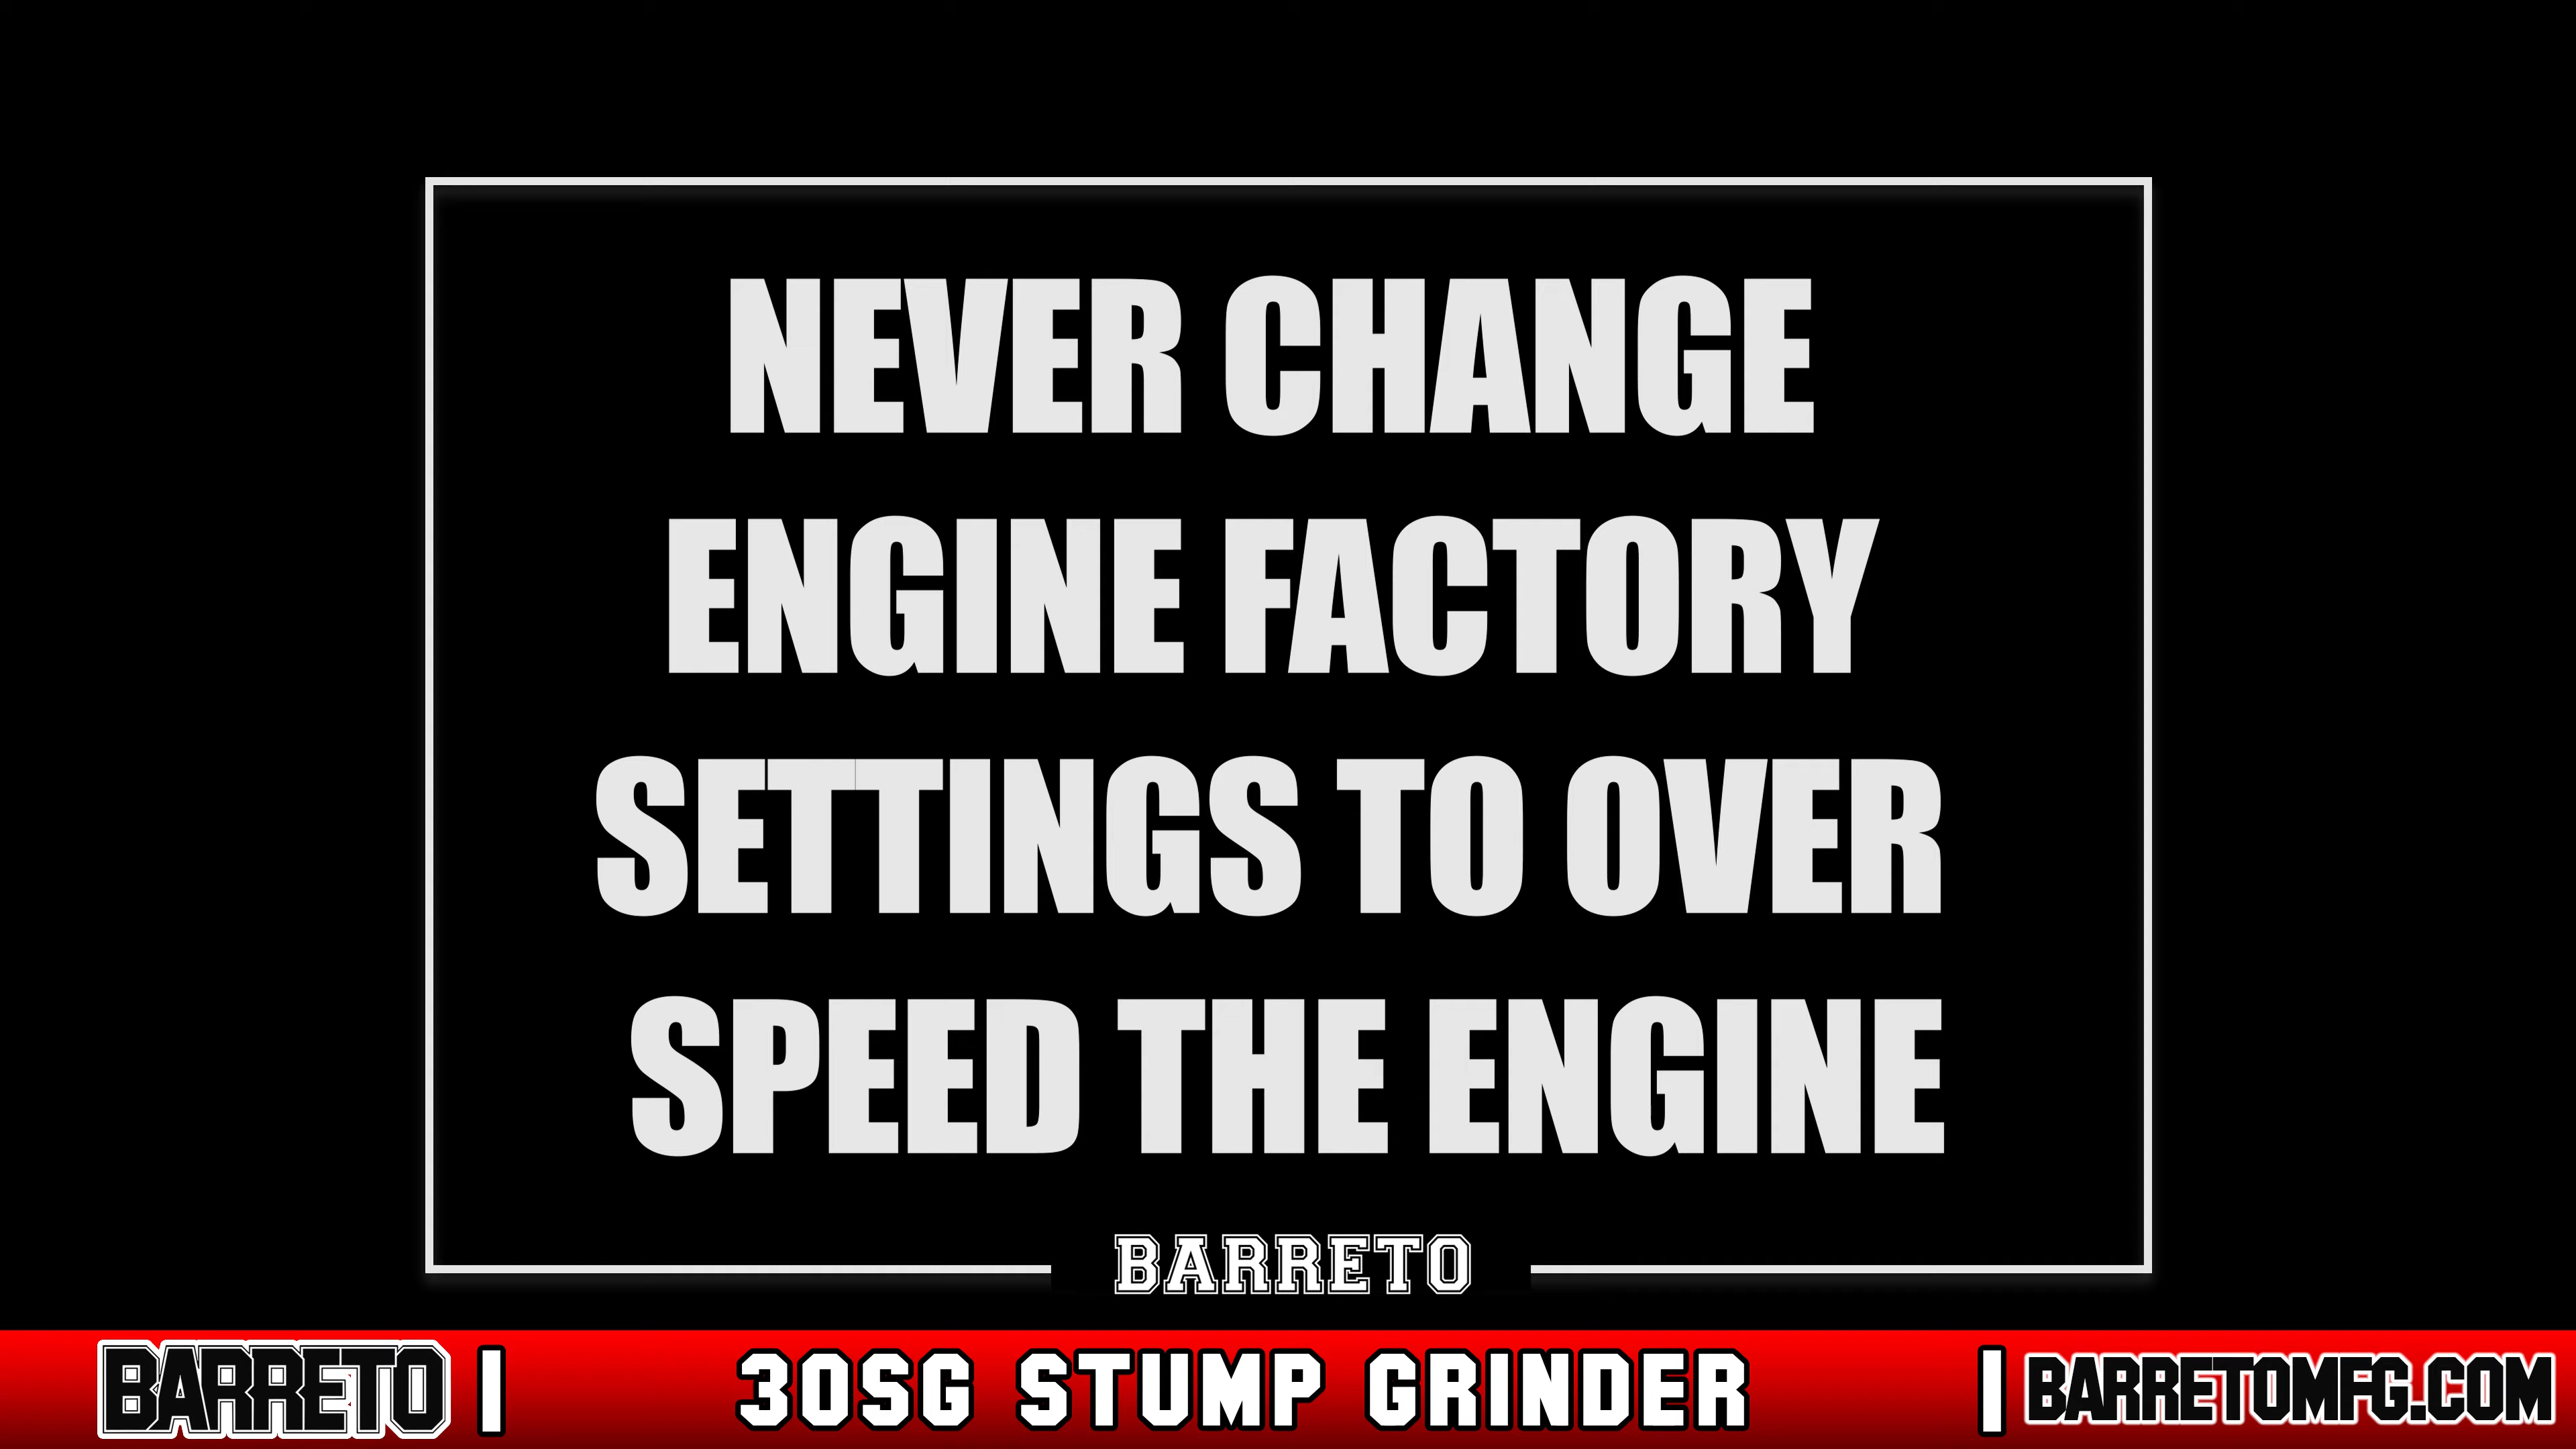 NEVER CHANGE
ENGINE FACTORY
SETTINGS TO OVER
SPEED THE ENGINE
BARRETO
BARRETO | 30SG STUMP GRINDER | BARRETOMFG.COM